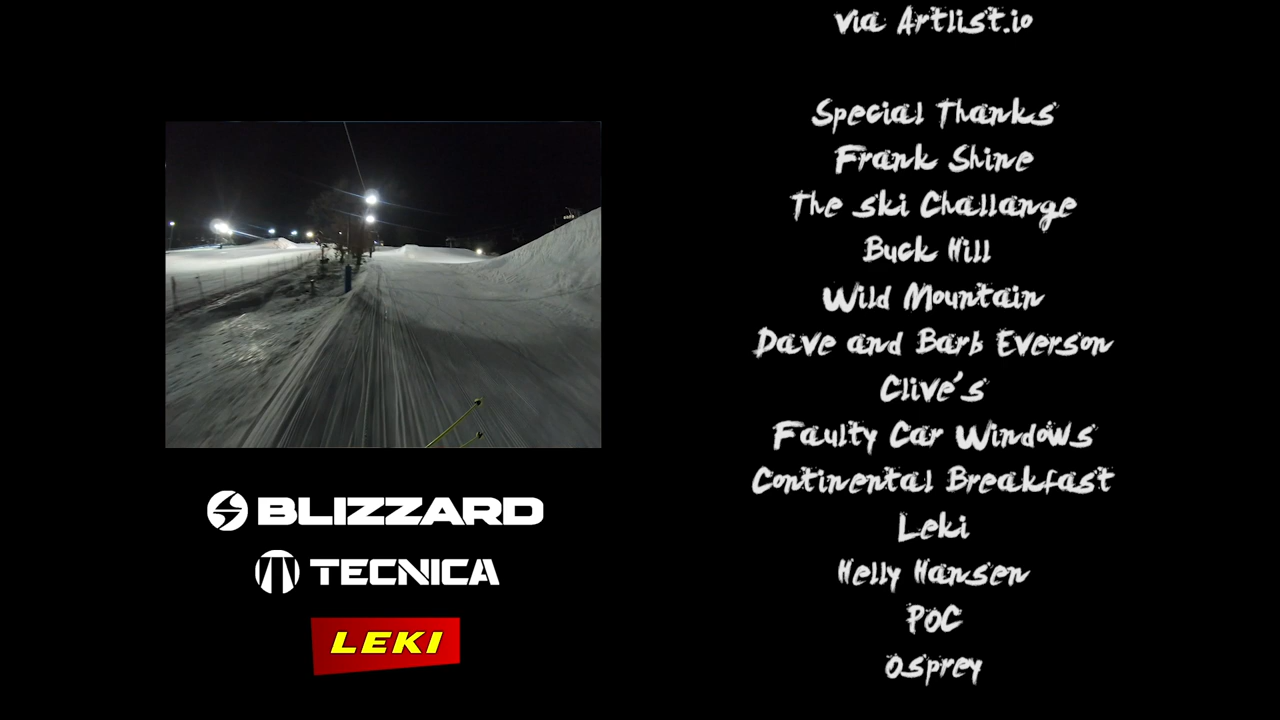 via Artlist.io
Special Thanks
Frank Shine
The Ski Challange
Buck Hill
Wild Mountain
Dave and Barb Everson
Clive's
Faulty Car Windows
Continental Breakfast
Leki
Helly Hansen
POC
Osprey
BLIZZARD
TECNICA
LEKI